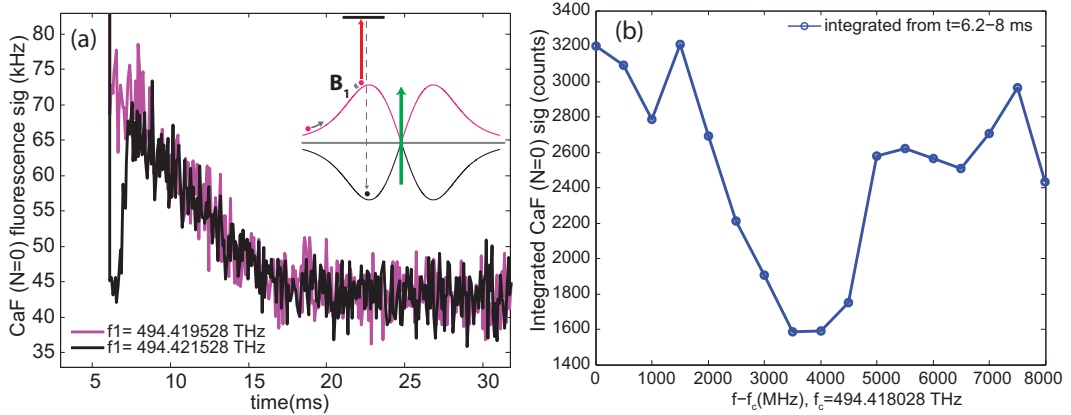 (a)
CaF (N=0) fluorescence sig (kHz)
80
75
70
65
60
55
50
45
40
35
B1
f1= 494.419528 THz
f1= 494.421528 THz
5 10 15 20 25 30
time(ms)
(b)
integrated from t=6.2−8 ms
Integrated CaF (N=0) sig (counts)
3400
3200
3000
2800
2600
2400
2200
2000
1800
1600
1400
0 1000 2000 3000 4000 5000 6000 7000 8000
f−fc(MHz), fc=494.418028 THz